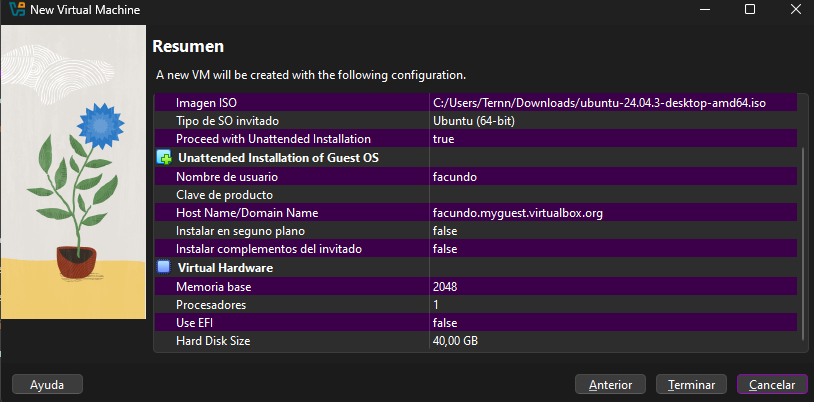 New Virtual Machine
Resumen
A new VM will be created with the following configuration.
Imagen ISO C:/Users/Ternn/Downloads/ubuntu-24.04.3-desktop-amd64.iso
Tipo de SO invitado Ubuntu (64-bit)
Proceed with Unattended Installation true
Unattended Installation of Guest OS
Nombre de usuario facundo
Clave de producto
Host Name/Domain Name facundo.myguest.virtualbox.org
Instalar en seguno plano false
Instalar complementos del invitado false
Virtual Hardware
Memoria base 2048
Procesadores 1
Use EFI false
Hard Disk Size 40,00 GB
Ayuda Anterior Terminar Cancelar